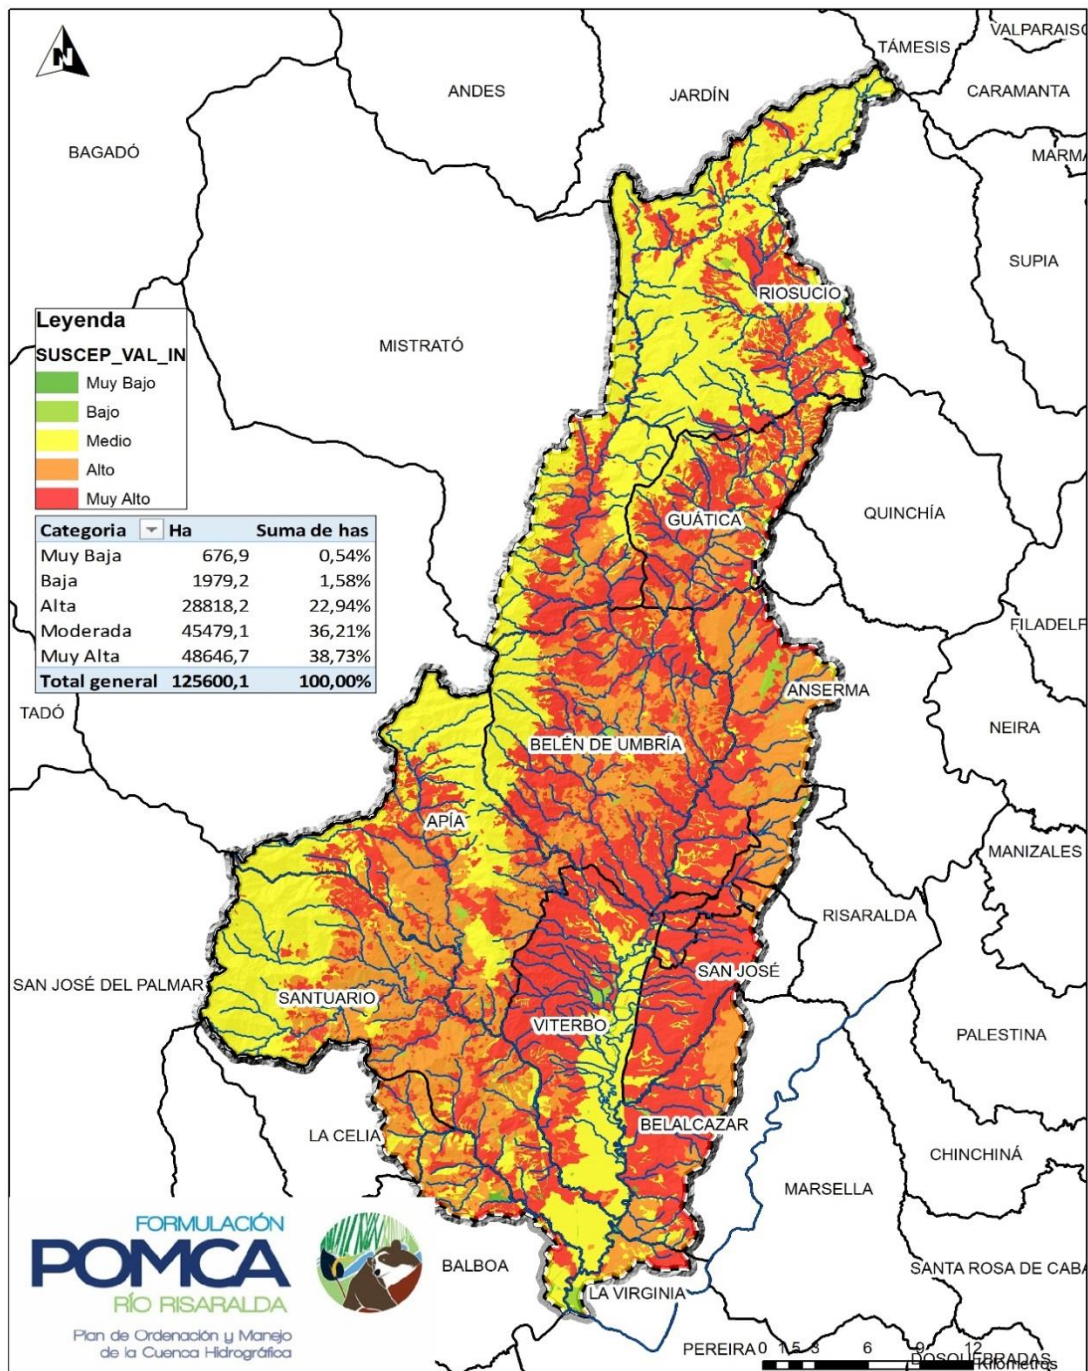 N
VALPARAISO
TÁMESIS
ANDES
JARDÍN
CARAMANTA
BAGADÓ
MARMA
SUPIA
RIOSUCIO
MISTRATÓ
Leyenda
SUSCEP_VAL_IN
Muy Bajo
Bajo
Medio
Alto
Muy Alto
Categoria Ha Suma de has
Muy Baja 676,9 0,54%
Baja 1979,2 1,58%
Alta 28818,2 22,94%
Moderada 45479,1 36,21%
Muy Alta 48646,7 38,73%
Total general 125600,1 100,00%
QUINCHÍA
GUÁTICA
FILADELF
ANSERMA
TADÓ
NEIRA
BELÉN DE UMBRÍA
APÍA
MANIZALES
RISARALDA
SAN JOSÉ
SAN JOSÉ DEL PALMAR
SANTUARIO
VITERBO
PALESTINA
BELALCAZAR
LA CELIA
CHINCHINÁ
MARSELLA
FORMULACIÓN
POMCA
RÍO RISARALDA
Plan de Ordenación y Manejo
de la Cuenca Hidrográfica
BALBOA
SANTA ROSA DE CABA
LA VIRGINIA
PEREIRA
0 1,5 3 6 9 12
DOSQUEBRADAS
Kilómetros